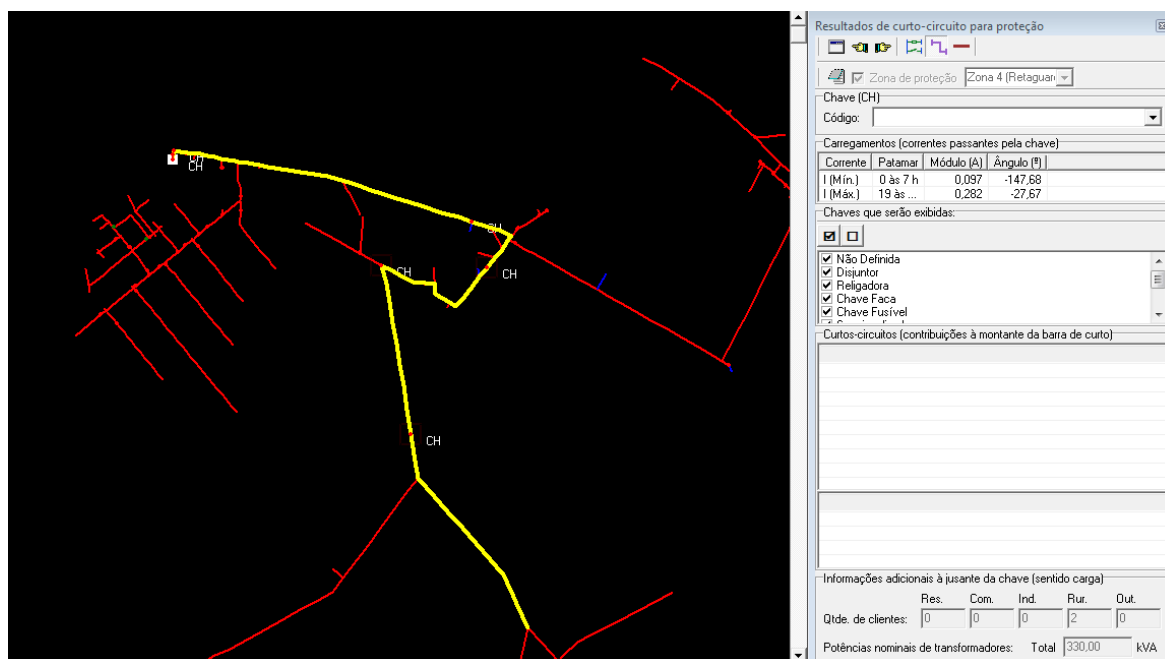 CH
CH
CH
CH
CH
CH
Resultados de curto-circuito para proteção
Zona de proteção Zona 4 (Retaguar
Chave (CH)
Código:
Carregamentos (correntes passantes pela chave)
Corrente Patamar Módulo (A) Ângulo (º)
I (Mín.) 0 às 7 h 0,097 -147,68
I (Máx.) 19 às ... 0,282 -27,67
Chaves que serão exibidas:
Não Definida
Disjuntor
Religadora
Chave Faca
Chave Fusível
Curtos-circuitos (contribuições à montante da barra de curto)
Informações adicionais à jusante da chave (sentido carga)
Res. Com. Ind. Rur. Out.
Qtde. de clientes: 0 0 0 2 0
Potências nominais de transformadores: Total 330,00 kVA